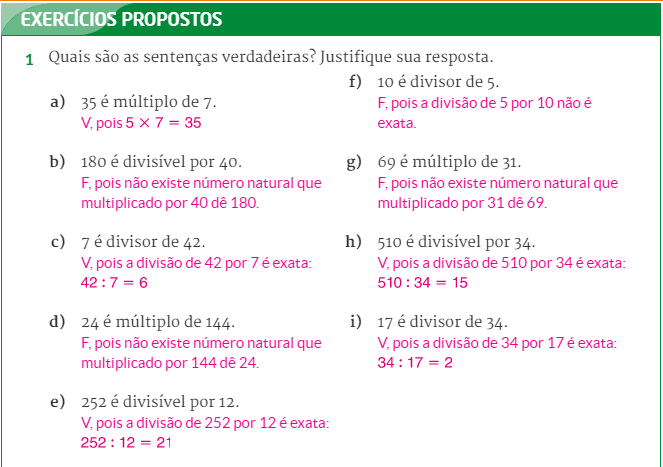 EXERCÍCIOS PROPOSTOS
1 Quais são as sentenças verdadeiras? Justifique sua resposta.
a) 35 é múltiplo de 7.
V, pois 5 × 7 = 35
b) 180 é divisível por 40.
F, pois não existe número natural que
multiplicado por 40 dê 180.
c) 7 é divisor de 42.
V, pois a divisão de 42 por 7 é exata:
42 : 7 = 6
d) 24 é múltiplo de 144.
F, pois não existe número natural que
multiplicado por 144 dê 24.
e) 252 é divisível por 12.
V, pois a divisão de 252 por 12 é exata:
252 : 12 = 21
f) 10 é divisor de 5.
F, pois a divisão de 5 por 10 não é
exata.
g) 69 é múltiplo de 31.
F, pois não existe número natural que
multiplicado por 31 dê 69.
h) 510 é divisível por 34.
V, pois a divisão de 510 por 34 é exata:
510 : 34 = 15
i) 17 é divisor de 34.
V, pois a divisão de 34 por 17 é exata:
34 : 17 = 2